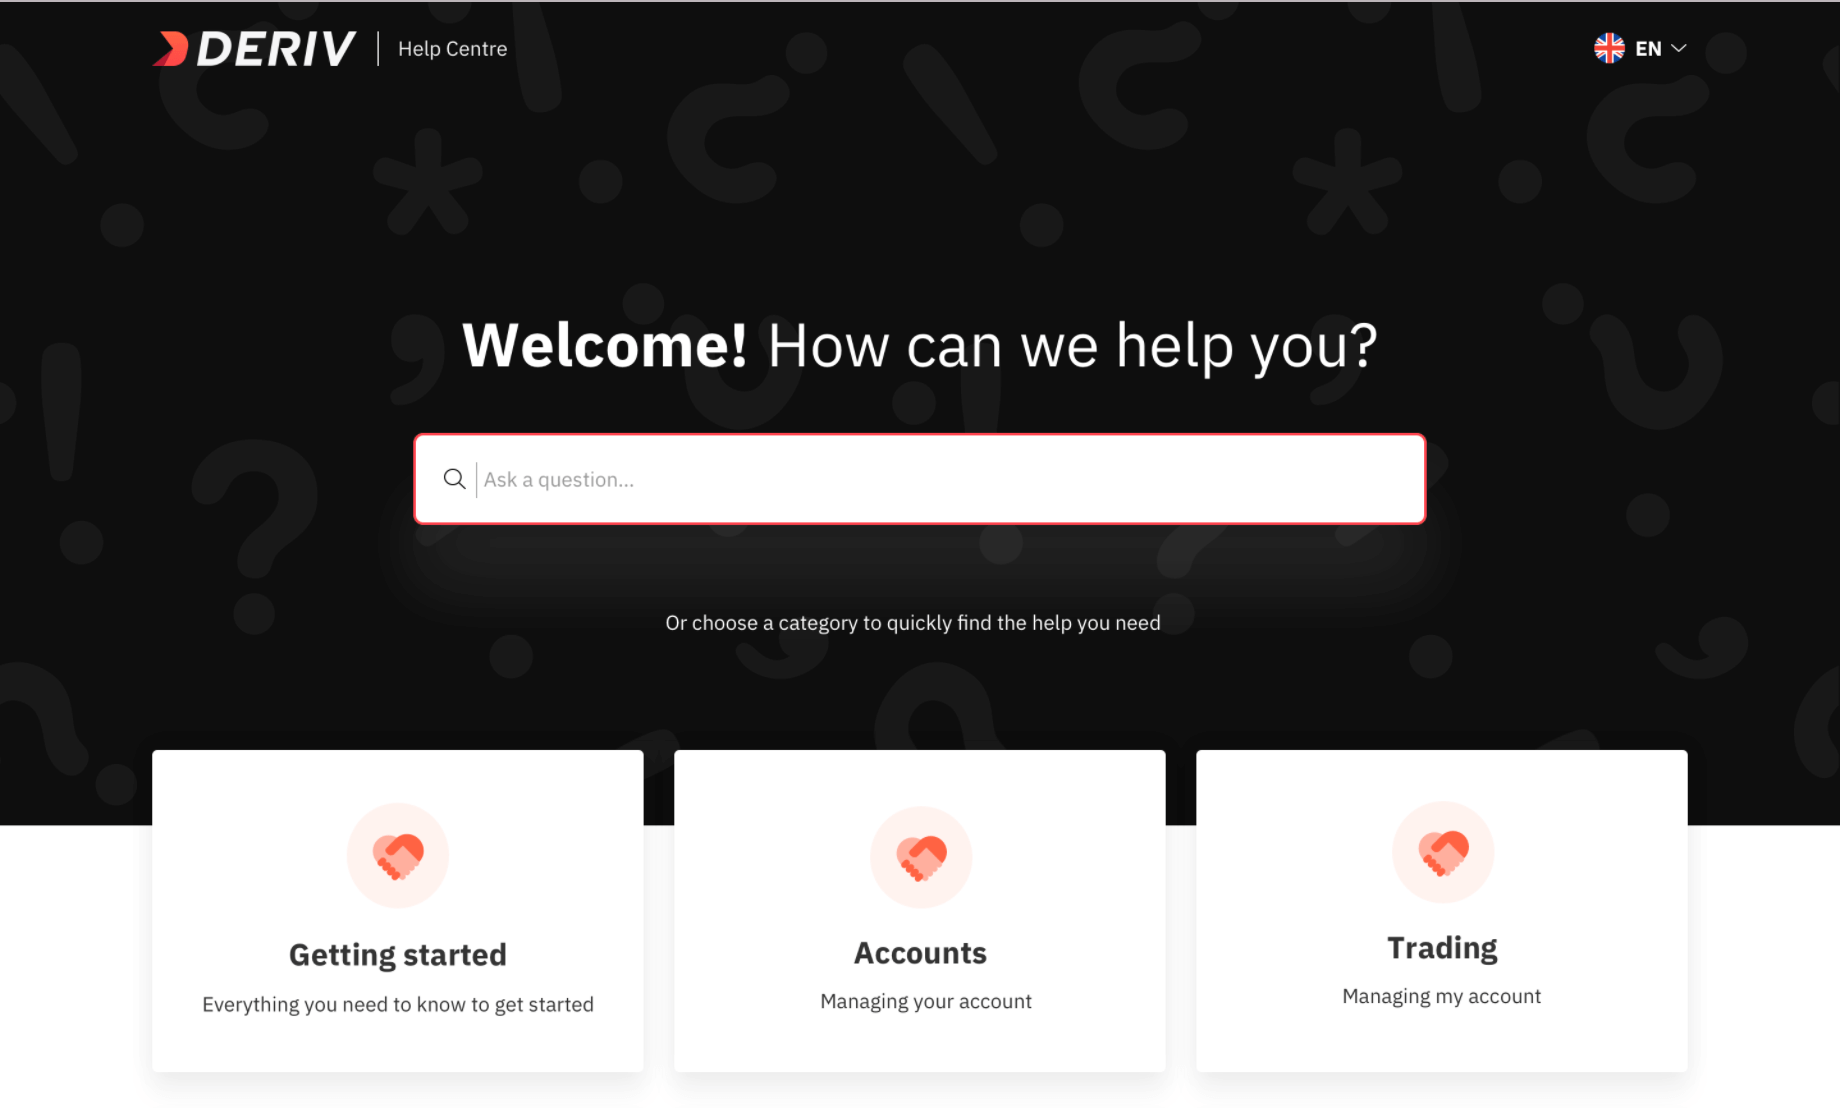 DERIV
Help Centre
EN
Welcome! How can we help you?
Ask a question...
Or choose a category to quickly find the help you need
Getting started
Everything you need to know to get started
Accounts
Managing your account
Trading
Managing my account